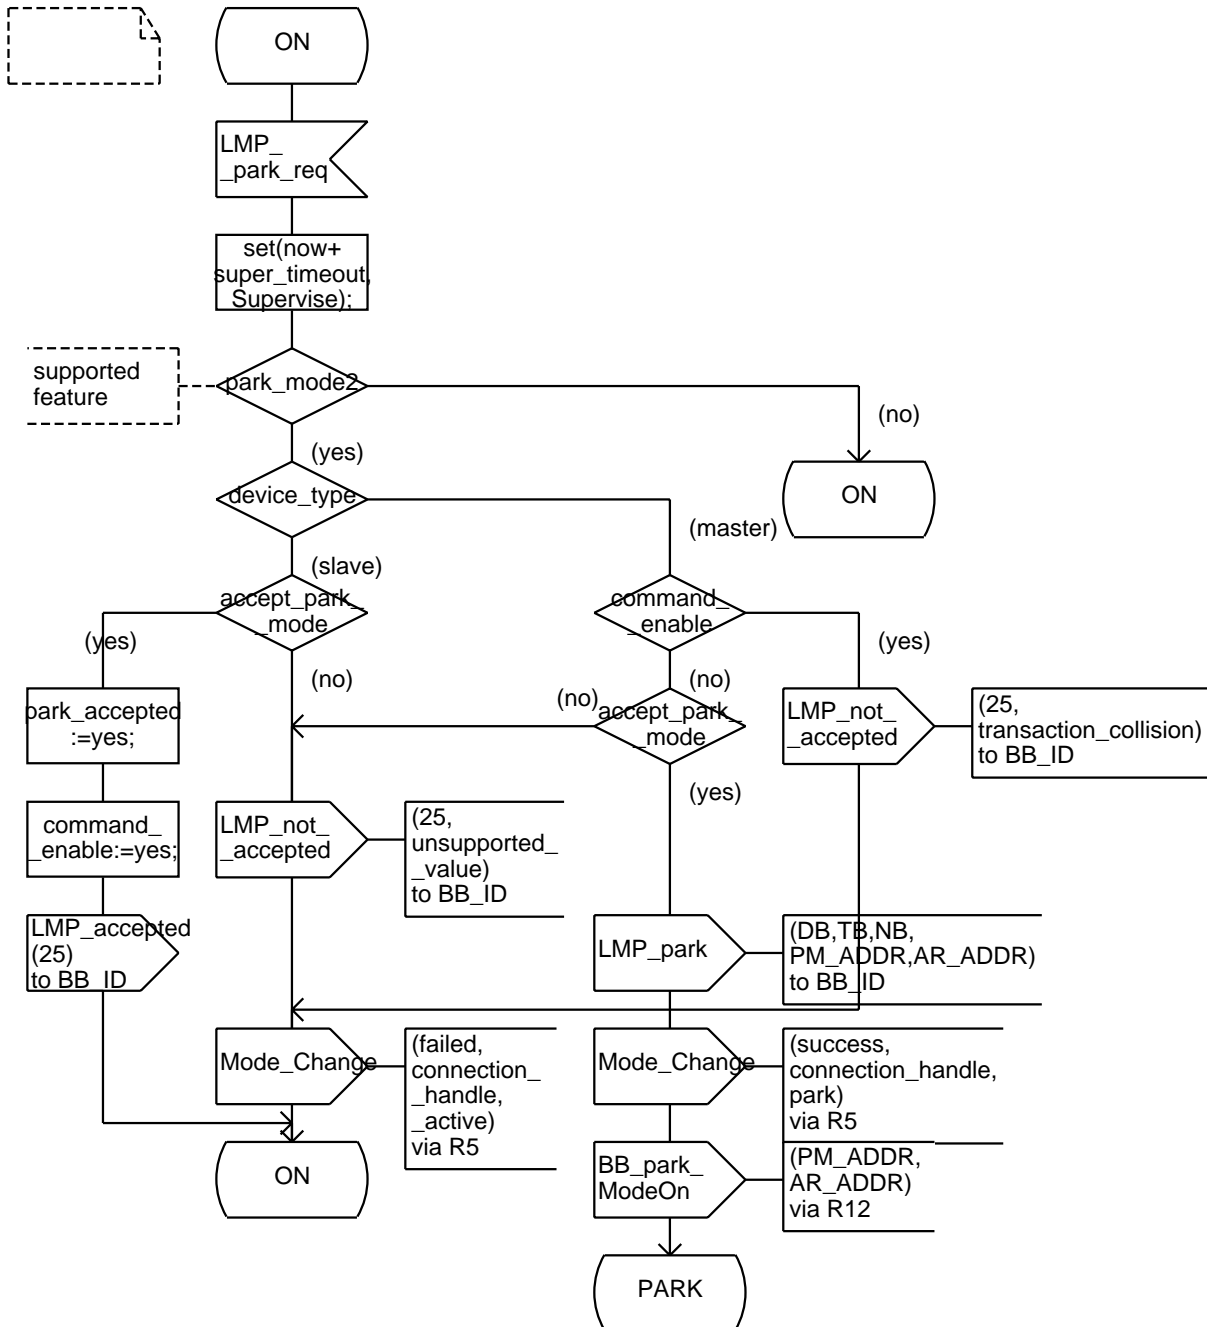 ON
LMP_
_park_req
set(now+
super_timeout,
Supervise);
supported
feature
park_mode2
(no)
(yes)
ON
device_type
(master)
(slave)
accept_park_
_mode
command_
_enable
(yes)
(yes)
(no)
(no)
(no)
park_accepted
:=yes;
accept_park_
_mode
LMP_not_
_accepted
(25,
transaction_collision)
to BB_ID
(yes)
command_
_enable:=yes;
LMP_not_
_accepted
(25,
unsupported_
_value)
to BB_ID
LMP_accepted
(25)
to BB_ID
LMP_park
(DB,TB,NB,
PM_ADDR,AR_ADDR)
to BB_ID
Mode_Change
(failed,
connection_
_handle,
_active)
via R5
Mode_Change
(success,
connection_handle,
park)
via R5
ON
BB_park_
ModeOn
(PM_ADDR,
AR_ADDR)
via R12
PARK